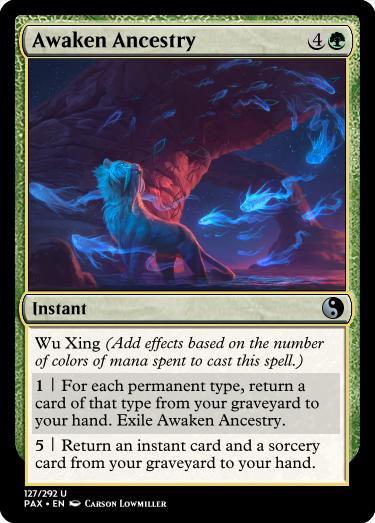 Awaken Ancestry 4
Instant
Wu Xing (Add effects based on the number
of colors of mana spent to cast this spell.)
1 | For each permanent type, return a
card of that type from your graveyard to
your hand. Exile Awaken Ancestry.
5 | Return an instant card and a sorcery
card from your graveyard to your hand.
127/292 U
PAX • EN Carson Lowmiller